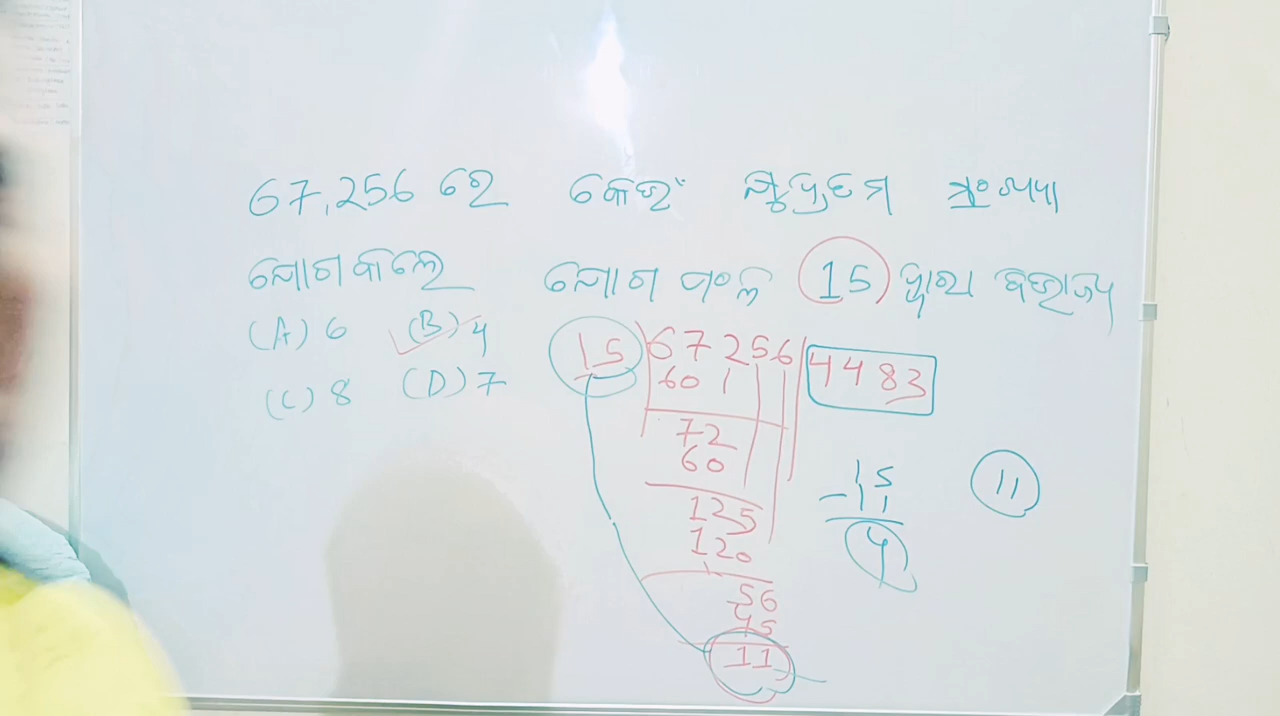 67,256 ରେ କେଉଁ କ୍ଷୁଦ୍ରତମ ସଂଖ୍ୟା
ଯୋଗକଲେ ଯୋଗ ଫଳ 15 ଦ୍ୱାରା ବିଭାଜ୍ୟ
(A) 6 (B) 4
(C) 8 (D) 7
15 67256 4483
60
72
60
125
120
56
45
11
15
-11
4
11